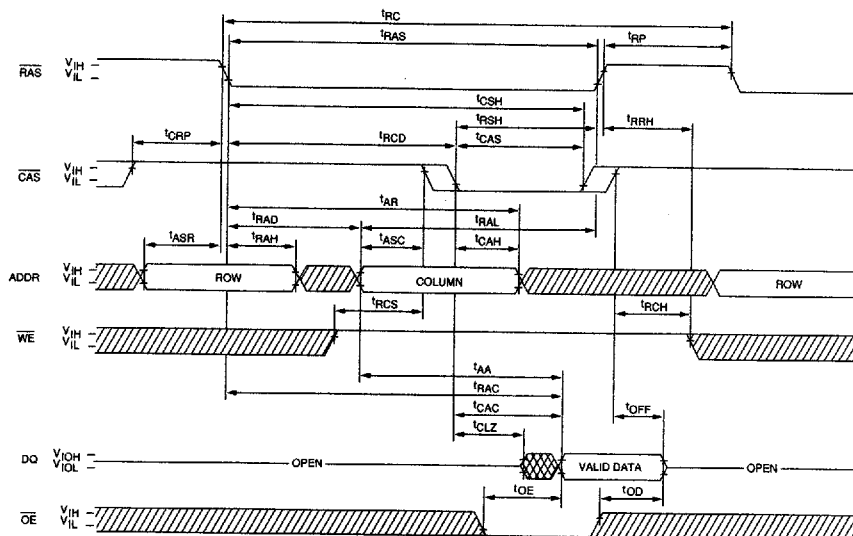 tRC
tRAS tRP
RAS VIH VIL
tCSH
tRSH tRRH
tCRP tRCD tCAS
CAS VIH VIL
tAR
tRAD tRAL
tASR tRAH tASC tCAH
ADDR VIH VIL ROW COLUMN ROW
tRCS tRCH
WE VIH VIL
tAA
tRAC
tCAC tOFF
tCLZ
DQ VIOH VIOL OPEN VALID DATA OPEN
tOE tOD
OE VIH VIL